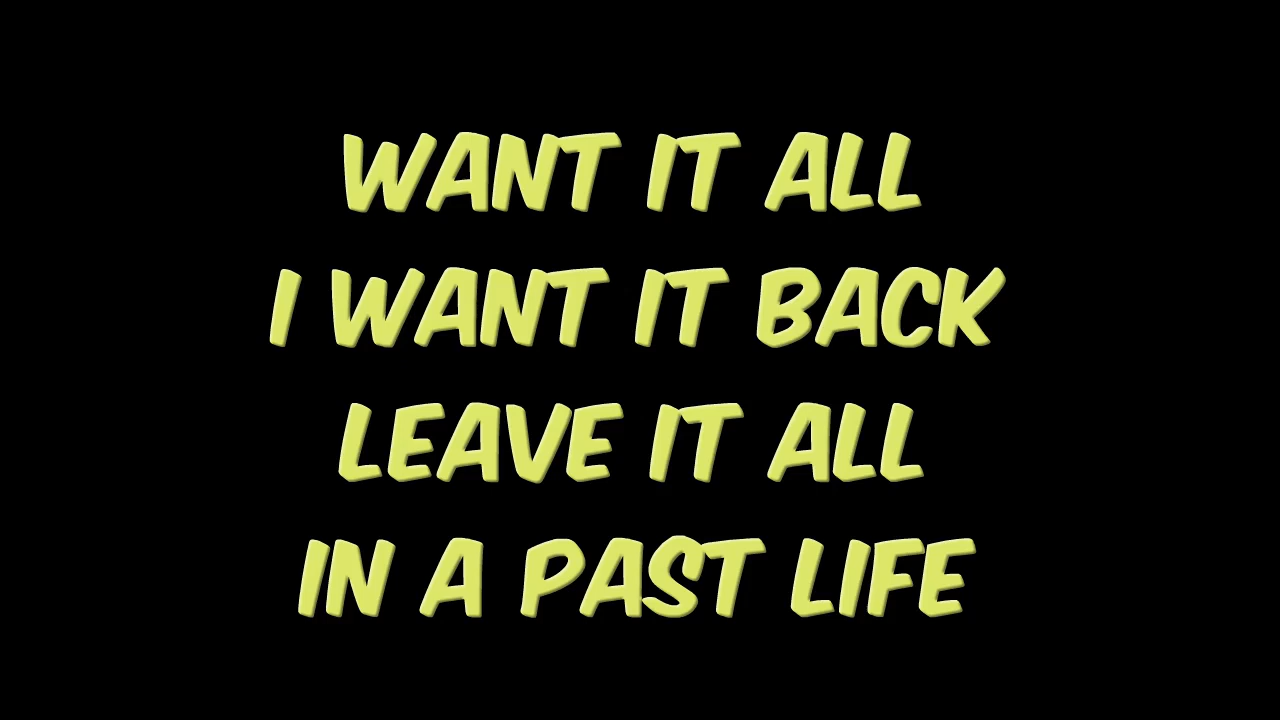 WANT IT ALL
I WANT IT BACK
LEAVE IT ALL
IN A PAST LIFE